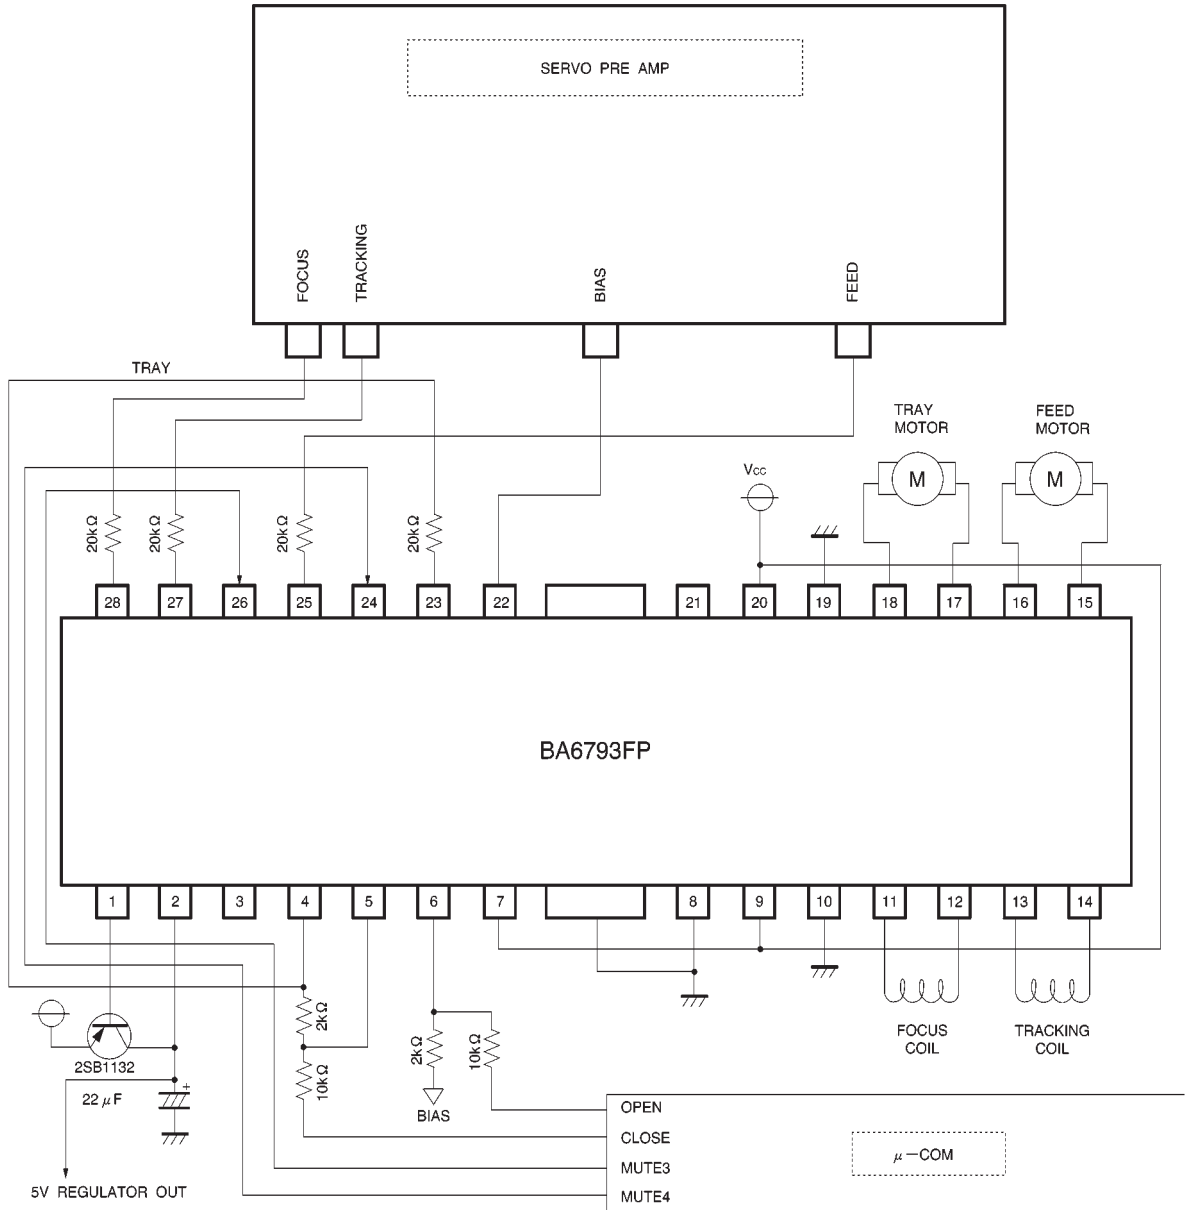 SERVO PRE AMP
FOCUS
TRACKING
BIAS
FEED
TRAY
TRAY
MOTOR
FEED
MOTOR
Vcc
M
M
20kΩ
20kΩ
20kΩ
20kΩ
28
27
26
25
24
23
22
21
20
19
18
17
16
15
BA6793FP
1
2
3
4
5
6
7
8
9
10
11
12
13
14
2kΩ
10kΩ
2kΩ
10kΩ
FOCUS
COIL
TRACKING
COIL
2SB1132
22 μF
+
BIAS
OPEN
CLOSE
MUTE3
MUTE4
μ-COM
5V REGULATOR OUT